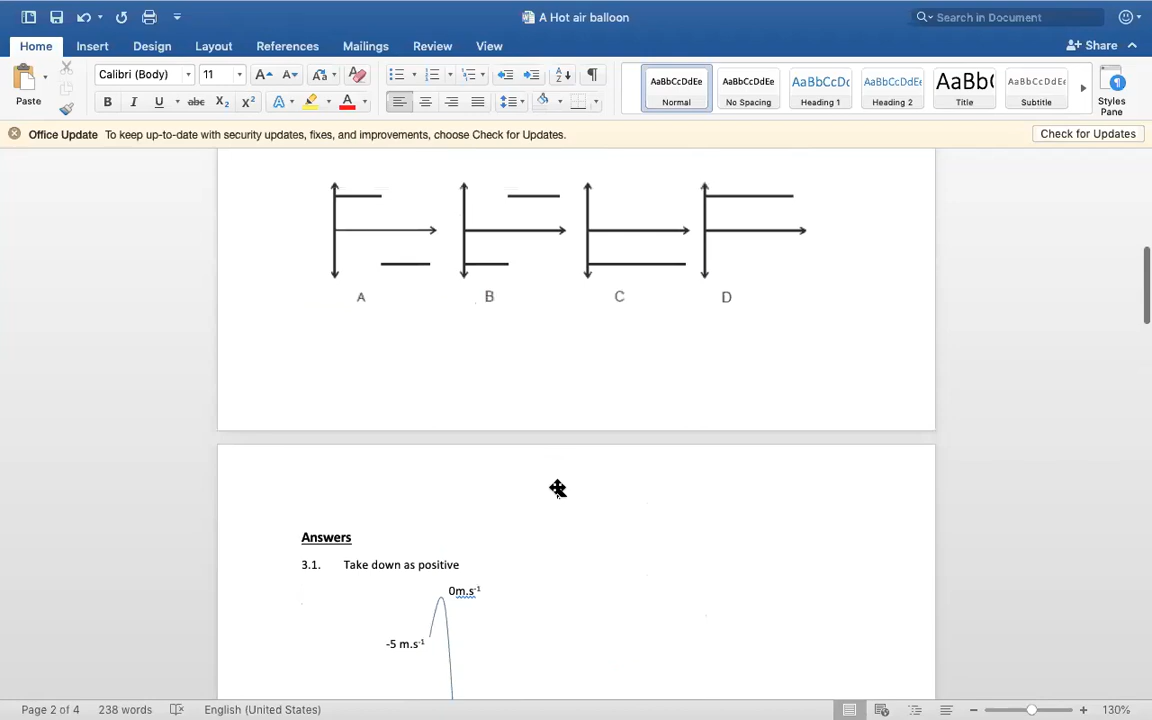 A Hot air balloon
Search in Document
Home Insert Design Layout References Mailings Review View
Share
Paste
Calibri (Body) 11
AaBbCcDdEe AaBbCcDdEe AaBbCcDc AaBbCcDdEe AaBb( AaBbCcDdEe
Normal No Spacing Heading 1 Heading 2 Title Subtitle
Styles
Pane
Office Update To keep up-to-date with security updates, fixes, and improvements, choose Check for Updates.
Check for Updates
A B C D
Answers
3.1. Take down as positive
0m.s-1
-5 m.s-1
Page 2 of 4 238 words English (United States) 130%